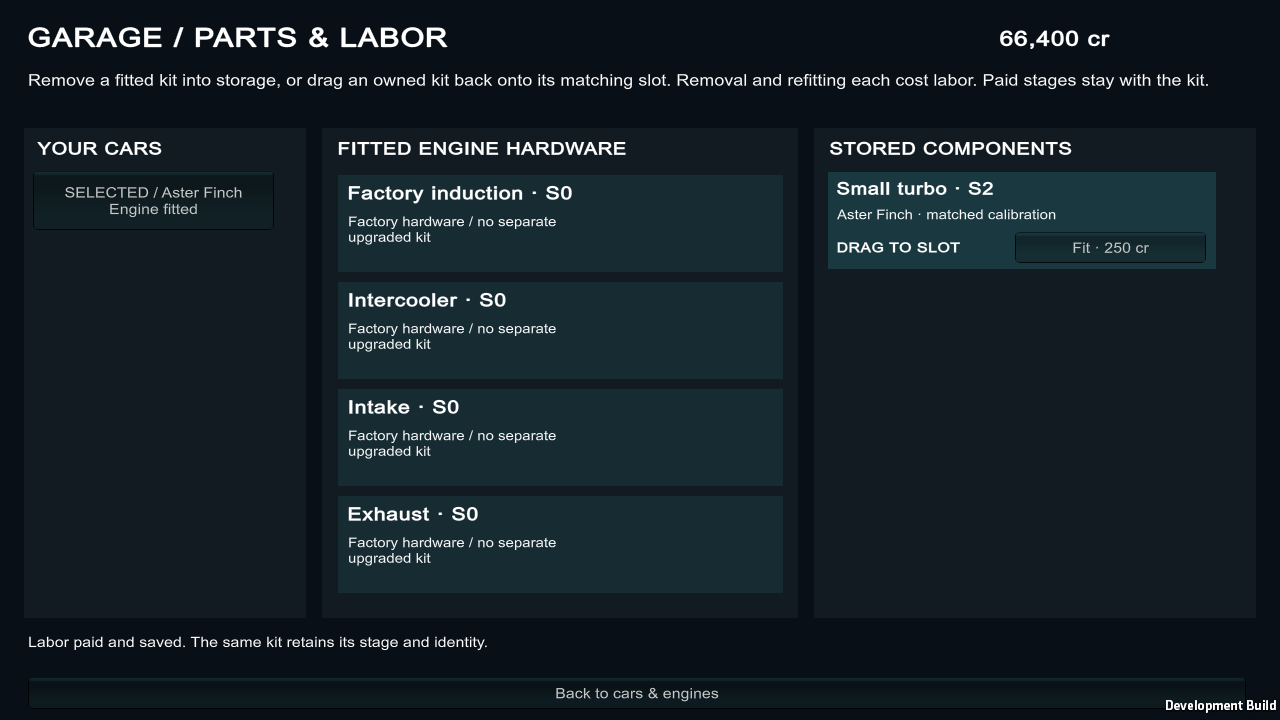 GARAGE / PARTS & LABOR
66,400 cr
Remove a fitted kit into storage, or drag an owned kit back onto its matching slot. Removal and refitting each cost labor. Paid stages stay with the kit.
YOUR CARS
SELECTED / Aster Finch
Engine fitted
FITTED ENGINE HARDWARE
Factory induction · S0
Factory hardware / no separate
upgraded kit
Intercooler · S0
Factory hardware / no separate
upgraded kit
Intake · S0
Factory hardware / no separate
upgraded kit
Exhaust · S0
Factory hardware / no separate
upgraded kit
STORED COMPONENTS
Small turbo · S2
Aster Finch · matched calibration
DRAG TO SLOT
Fit · 250 cr
Labor paid and saved. The same kit retains its stage and identity.
Back to cars & engines
Development Build